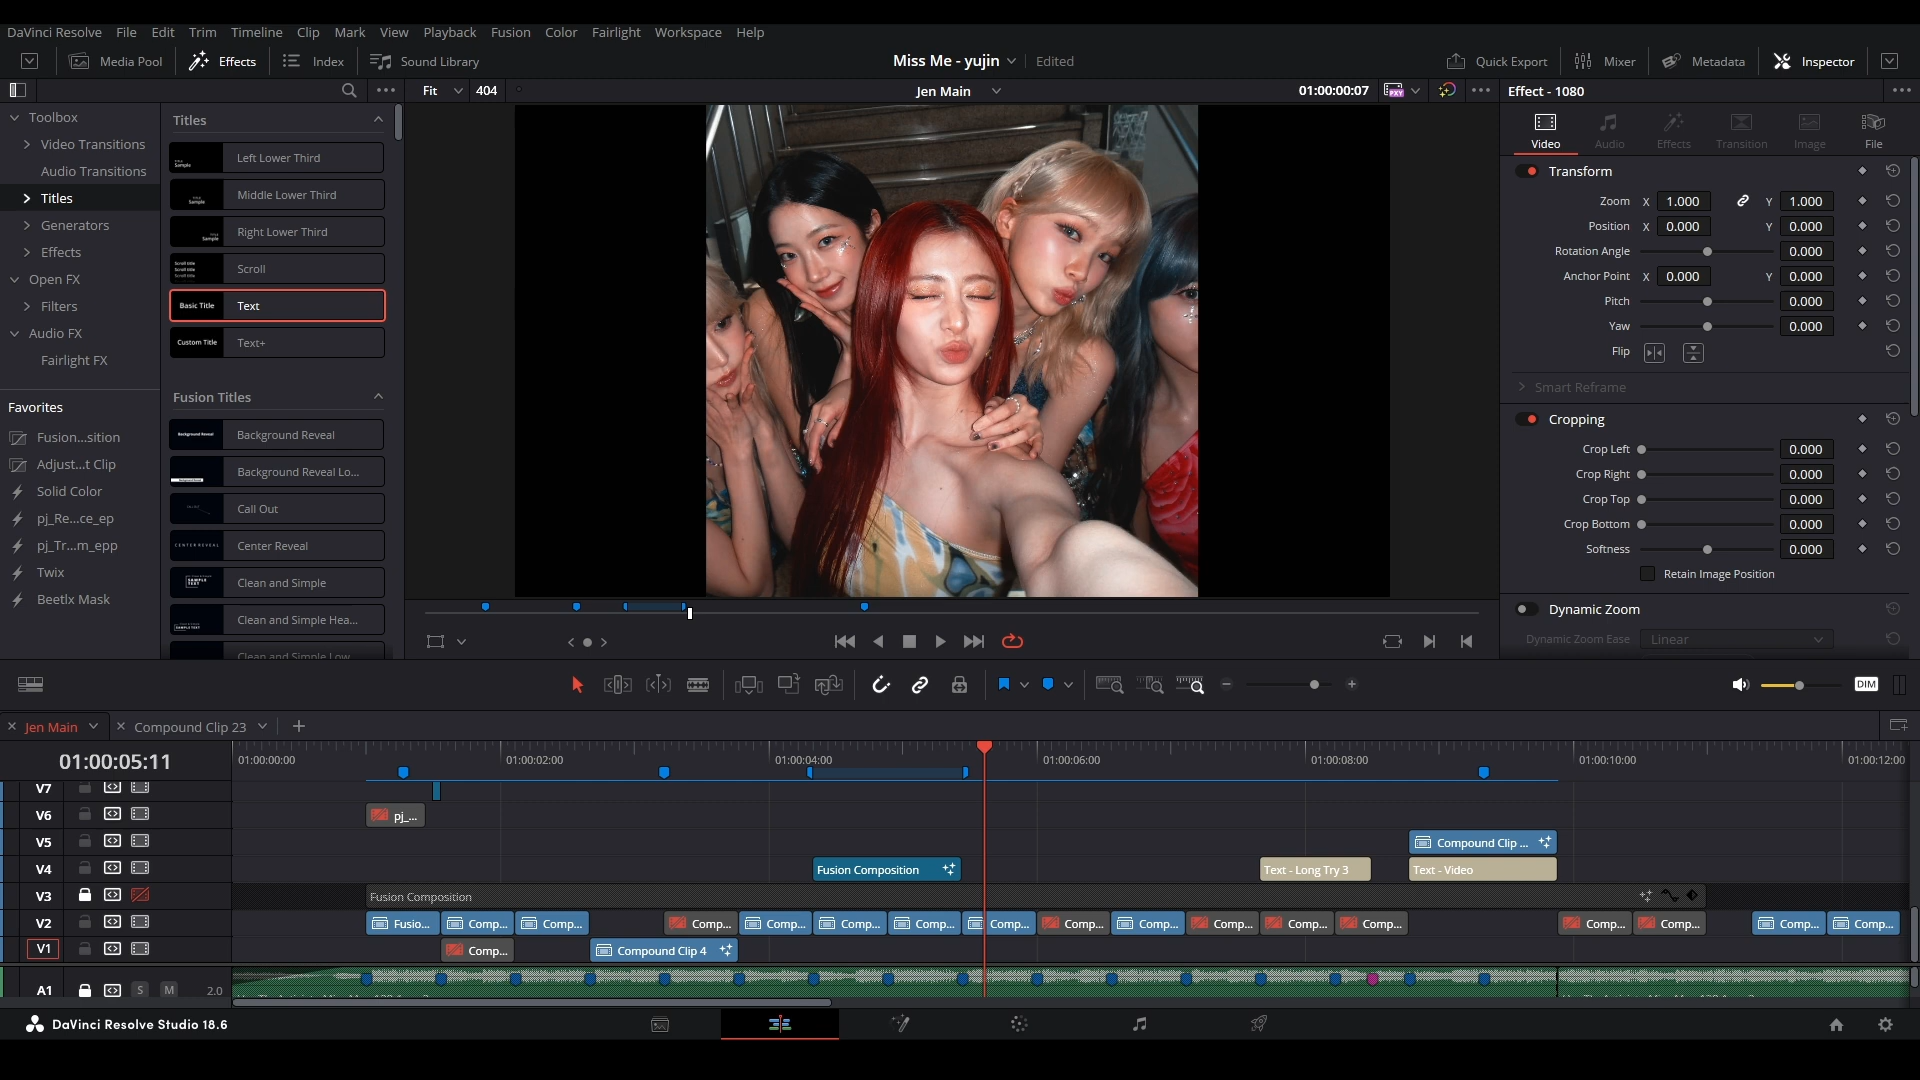 DaVinci Resolve File Edit Trim Timeline Clip Mark View Playback Fusion Color Fairlight Workspace Help
Media Pool Effects Index Sound Library Miss Me - yujin Edited Quick Export Mixer Metadata Inspector
Fit 404 Jen Main 01:00:00:07 PXY Effect - 1080
Toolbox
Video Transitions
Audio Transitions
Titles
Generators
Effects
Open FX
Filters
Audio FX
Fairlight FX
Favorites
Fusion...sition
Adjust...t Clip
Solid Color
pj_Re...ce_ep
pj_Tr...m_epp
Twix
Beetlx Mask
Titles
Left Lower Third
Middle Lower Third
Right Lower Third
Scroll
Basic Title Text
Custom Title Text+
Fusion Titles
Background Reveal
Background Reveal Lo...
Call Out
CENTER REVEAL Center Reveal
SAMPLE TEXT Clean and Simple
Clean and Simple Hea...
Clean and Simple Low
Video Audio Effects Transition Image File
Transform
Zoom X 1.000 Y 1.000
Position X 0.000 Y 0.000
Rotation Angle 0.000
Anchor Point X 0.000 Y 0.000
Pitch 0.000
Yaw 0.000
Flip
Smart Reframe
Cropping
Crop Left 0.000
Crop Right 0.000
Crop Top 0.000
Crop Bottom 0.000
Softness 0.000
Retain Image Position
Dynamic Zoom
Dynamic Zoom Ease Linear
DIM
Jen Main Compound Clip 23
01:00:05:11 01:00:00:00 01:00:02:00 01:00:04:00 01:00:06:00 01:00:08:00 01:00:10:00 01:00:12:00
V7
V6 pj_...
V5 Compound Clip ...
V4 Fusion Composition Text - Long Try 3 Text - Video
V3 Fusion Composition
V2 Fusio... Comp... Comp... Comp... Comp... Comp... Comp... Comp... Comp... Comp... Comp... Comp... Comp... Comp... Comp... Comp... Comp...
V1 Comp... Compound Clip 4
A1 S M 2.0
DaVinci Resolve Studio 18.6